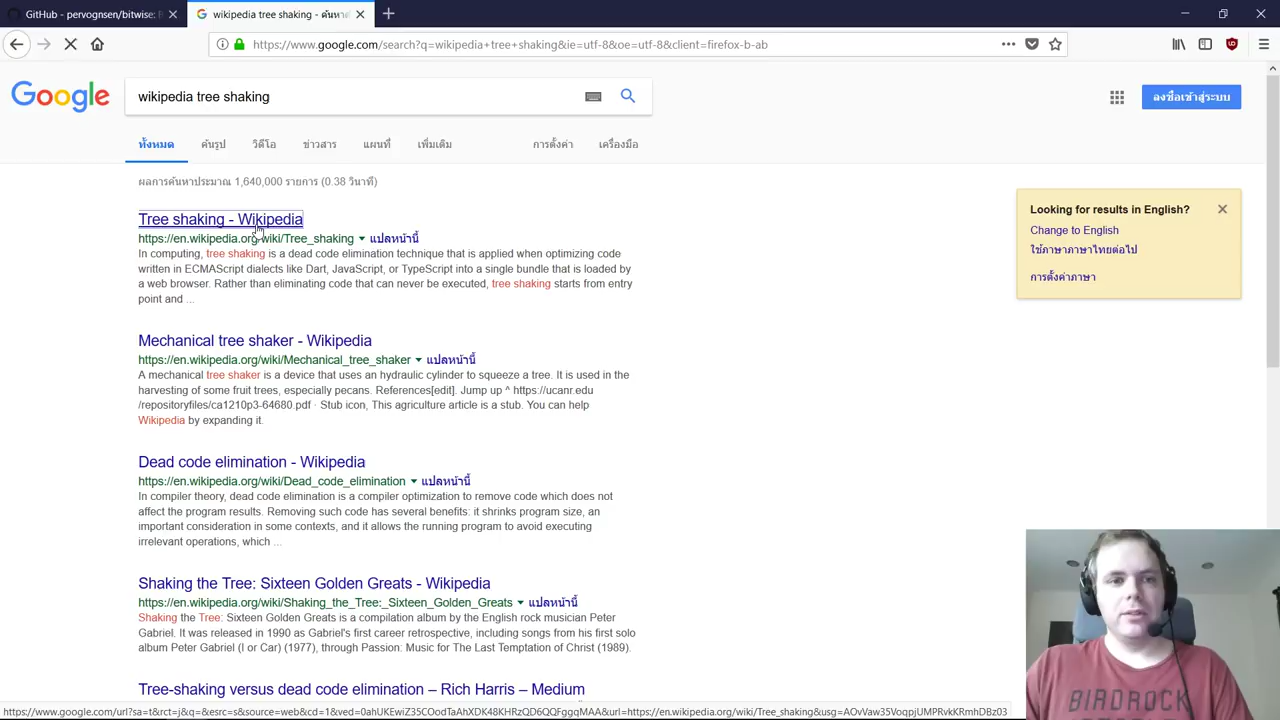 GitHub - pervognsen/bitwise: B
wikipedia tree shaking - ค้นหาด้
https://www.google.com/search?q=wikipedia+tree+shaking&ie=utf-8&oe=utf-8&client=firefox-b-ab
Google
wikipedia tree shaking
ลงชื่อเข้าสู่ระบบ
ทั้งหมด
ค้นรูป
วิดีโอ
ข่าวสาร
แผนที่
เพิ่มเติม
การตั้งค่า
เครื่องมือ
ผลการค้นหาประมาณ 1,640,000 รายการ (0.38 วินาที)
Tree shaking - Wikipedia
https://en.wikipedia.org/wiki/Tree_shaking แปลหน้านี้
In computing, tree shaking is a dead code elimination technique that is applied when optimizing code
written in ECMAScript dialects like Dart, JavaScript, or TypeScript into a single bundle that is loaded by
a web browser. Rather than eliminating code that can never be executed, tree shaking starts from entry
point and ...
Mechanical tree shaker - Wikipedia
https://en.wikipedia.org/wiki/Mechanical_tree_shaker แปลหน้านี้
A mechanical tree shaker is a device that uses an hydraulic cylinder to squeeze a tree. It is used in the
harvesting of some fruit trees, especially pecans. References[edit]. Jump up ^ https://ucanr.edu
/repositoryfiles/ca1210p3-64680.pdf · Stub icon, This agriculture article is a stub. You can help
Wikipedia by expanding it.
Dead code elimination - Wikipedia
https://en.wikipedia.org/wiki/Dead_code_elimination แปลหน้านี้
In compiler theory, dead code elimination is a compiler optimization to remove code which does not
affect the program results. Removing such code has several benefits: it shrinks program size, an
important consideration in some contexts, and it allows the running program to avoid executing
irrelevant operations, which ...
Shaking the Tree: Sixteen Golden Greats - Wikipedia
https://en.wikipedia.org/wiki/Shaking_the_Tree:_Sixteen_Golden_Greats แปลหน้านี้
Shaking the Tree: Sixteen Golden Greats is a compilation album by the English rock musician Peter
Gabriel. It was released in 1990 as Gabriel's first career retrospective, including songs from his first solo
album Peter Gabriel (I or Car) (1977), through Passion: Music for The Last Temptation of Christ (1989).
Tree-shaking versus dead code elimination – Rich Harris – Medium
Looking for results in English?
Change to English
ใช้ภาษาภาษาไทยต่อไป
การตั้งค่าภาษา
BIRDROCK
https://www.google.com/url?sa=t&rct=j&q=&esrc=s&source=web&cd=1&ved=0ahUKEwiZ35COodTaAhXDK48KHRzQD6QQFggqMAA&url=https://en.wikipedia.org/wiki/Tree_shaking&usg=AOvVaw35VoqpjUMPRvkKRmhDBz03